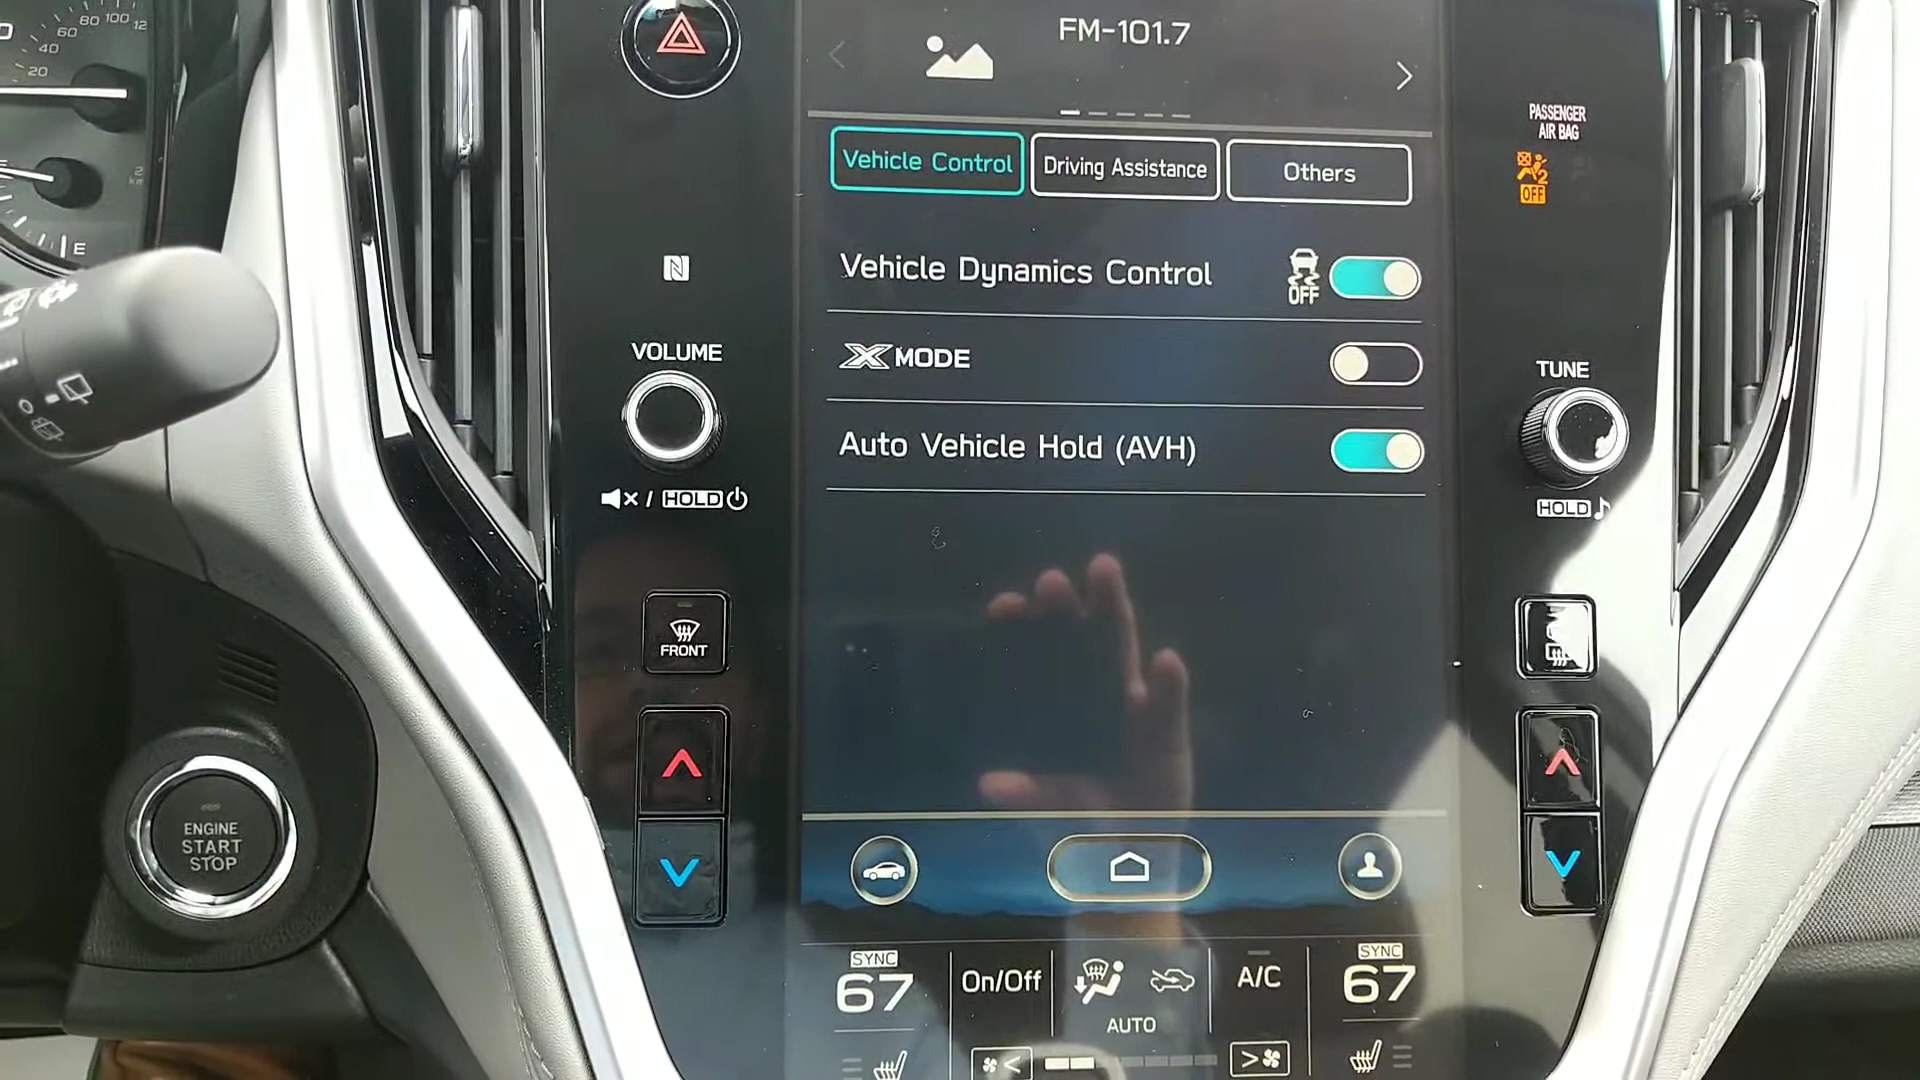 80 100 12
60
40
20
E
FM-101.7
PASSENGER
AIR BAG
2
OFF
Vehicle Control
Driving Assistance
Others
Vehicle Dynamics Control
OFF
X MODE
Auto Vehicle Hold (AVH)
VOLUME
HOLD
TUNE
HOLD
FRONT
ENGINE
START
STOP
SYNC
67
On/Off
AUTO
A/C
SYNC
67